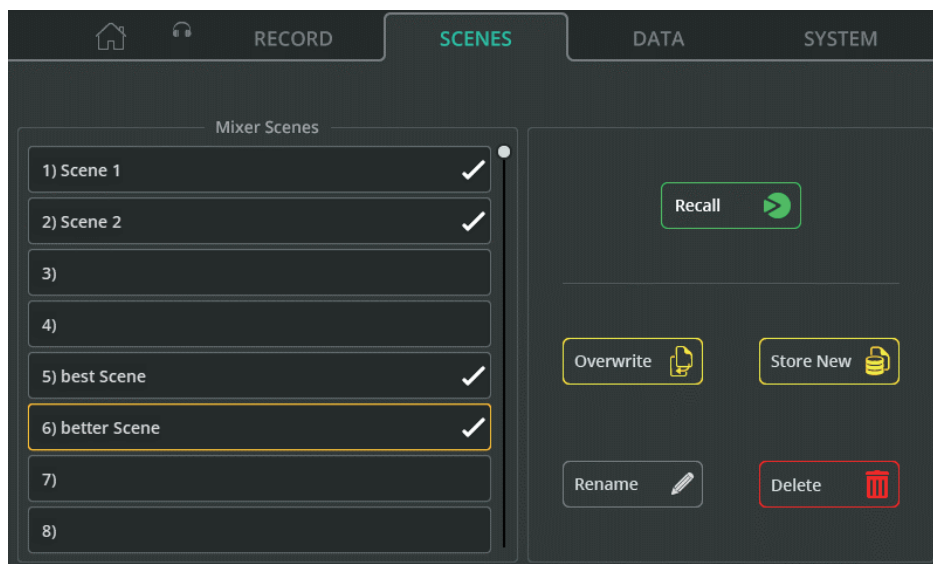 RECORD SCENES DATA SYSTEM
Mixer Scenes
1) Scene 1
2) Scene 2
3)
4)
5) best Scene
6) better Scene
7)
8)
Recall
Overwrite Store New
Rename Delete